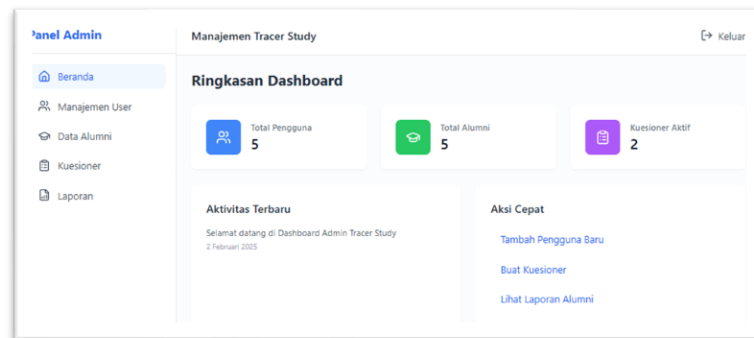 Panel Admin
Manajemen Tracer Study
Keluar
Beranda
Manajemen User
Data Alumni
Kuesioner
Laporan
Ringkasan Dashboard
Total Pengguna
5
Total Alumni
5
Kuesioner Aktif
2
Aktivitas Terbaru
Selamat datang di Dashboard Admin Tracer Study
2 Februari 2025
Aksi Cepat
Tambah Pengguna Baru
Buat Kuesioner
Lihat Laporan Alumni